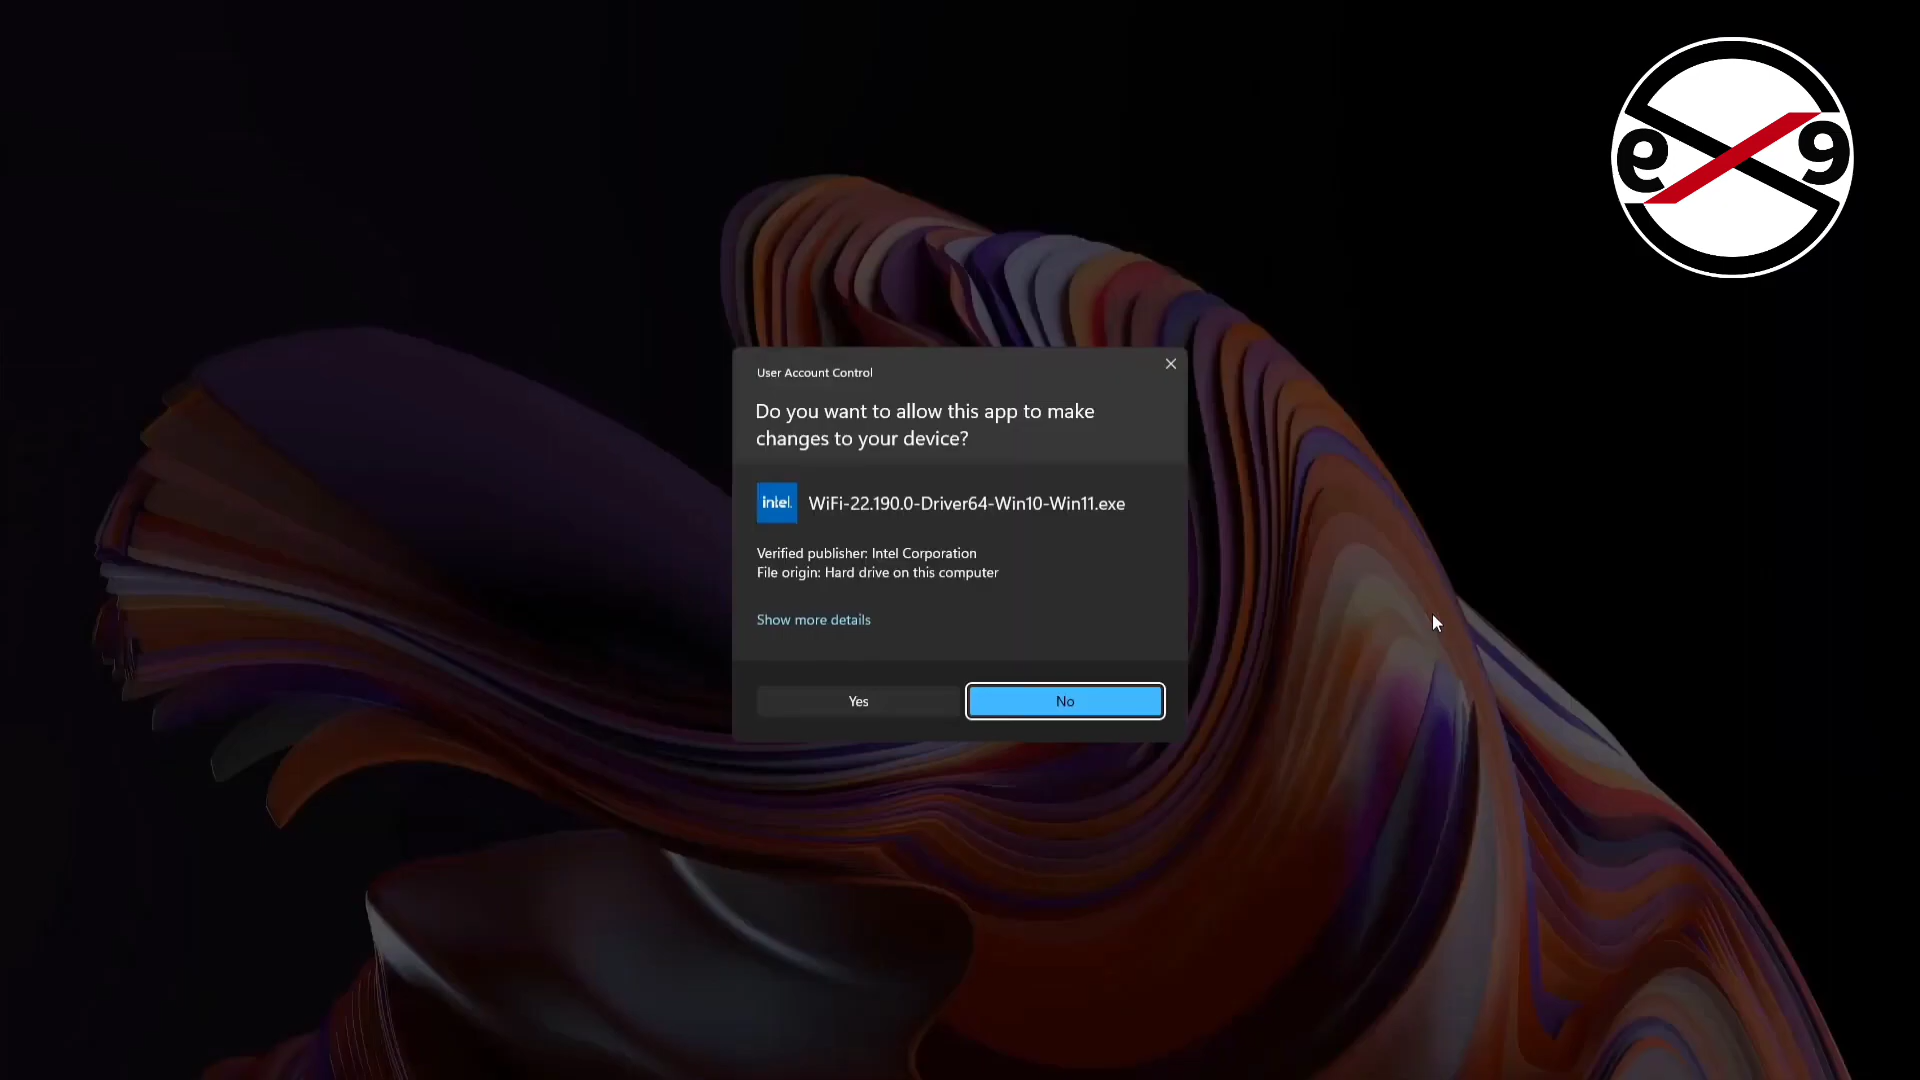 e 9
User Account Control
Do you want to allow this app to make
changes to your device?
intel.
WiFi-22.190.0-Driver64-Win10-Win11.exe
Verified publisher: Intel Corporation
File origin: Hard drive on this computer
Show more details
Yes
No